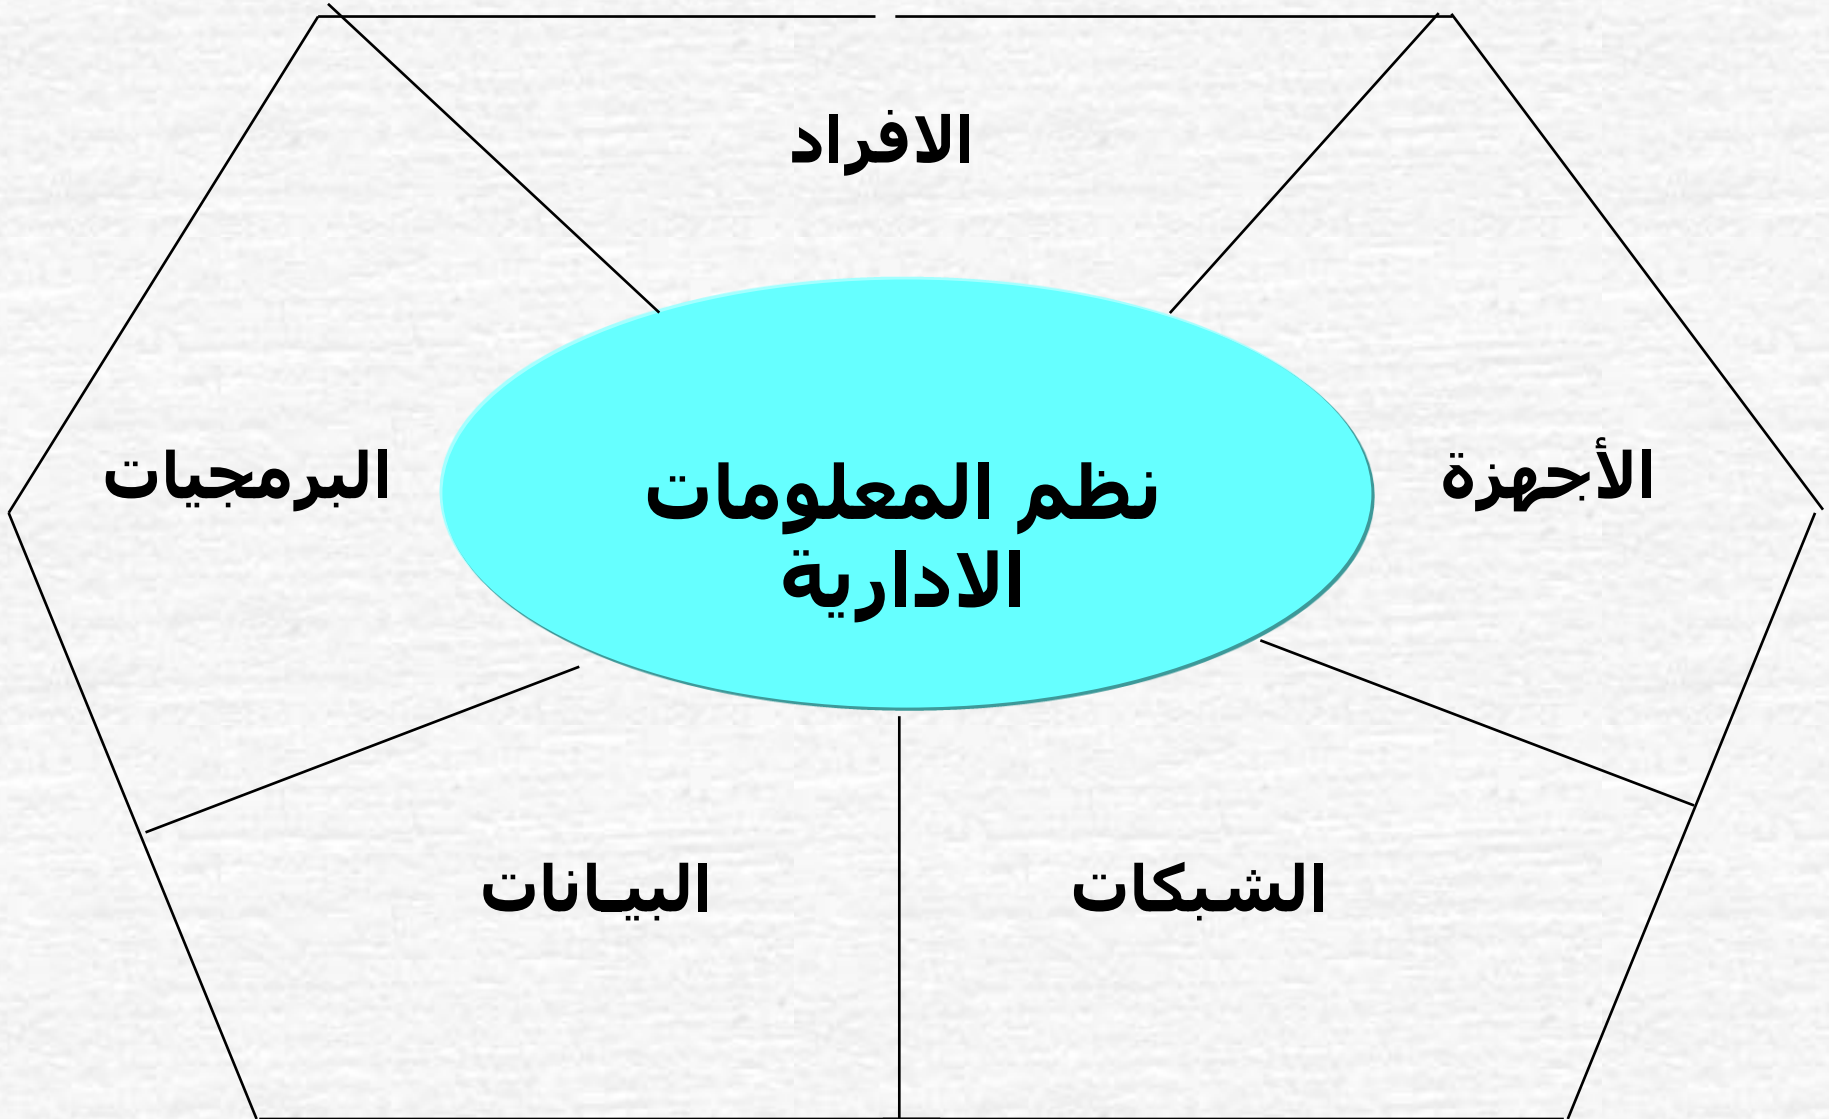 الافراد
الأجهزة
نظم المعلومات
الادارية
البرمجيات
الشبكات
البيـانات